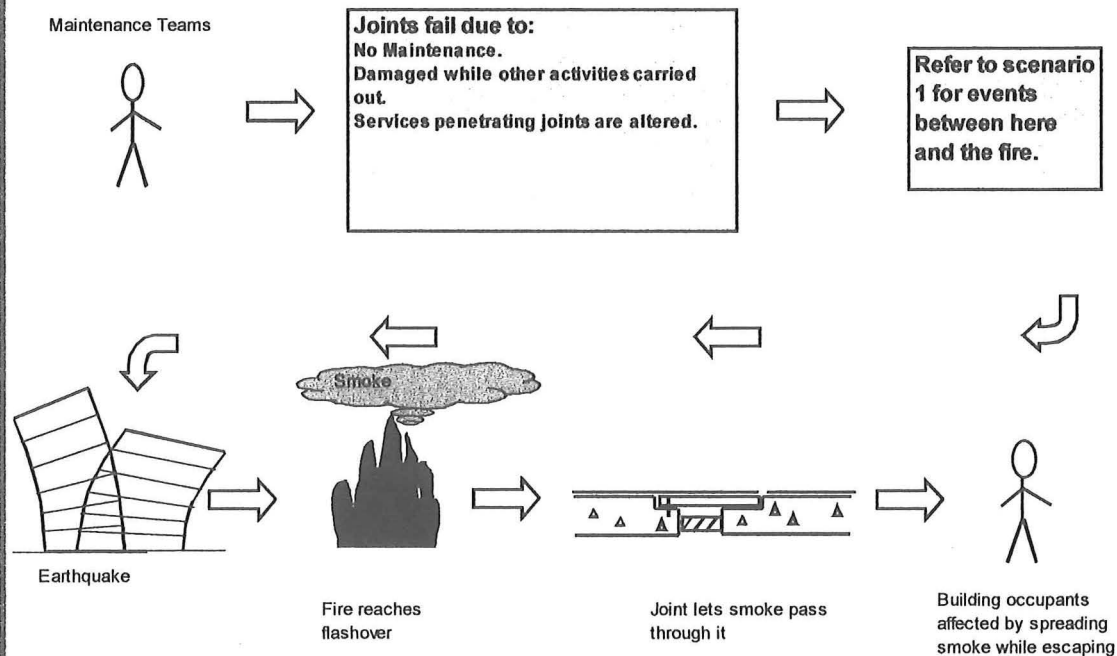 Maintenance Teams
Joints fail due to:
No Maintenance.
Damaged while other activities carried
out.
Services penetrating joints are altered.
Refer to scenario
1 for events
between here
and the fire.
Smoke
Earthquake
Fire reaches
flashover
Joint lets smoke pass
through it
Building occupants
affected by spreading
smoke while escaping